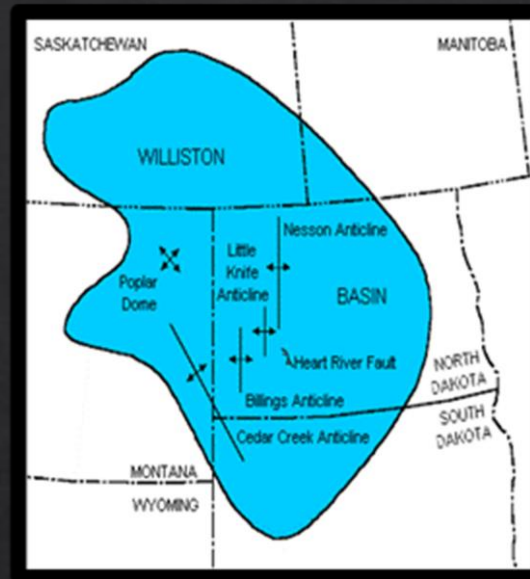 SASKATCHEWAN
MANITOBA
WILLISTON
Nesson Anticline
Little
Knife
Anticline
Poplar
Dome
BASIN
Heart River Fault
NORTH
DAKOTA
Billings Anticline
SOUTH
DAKOTA
Cedar Creek Anticline
MONTANA
WYOMING